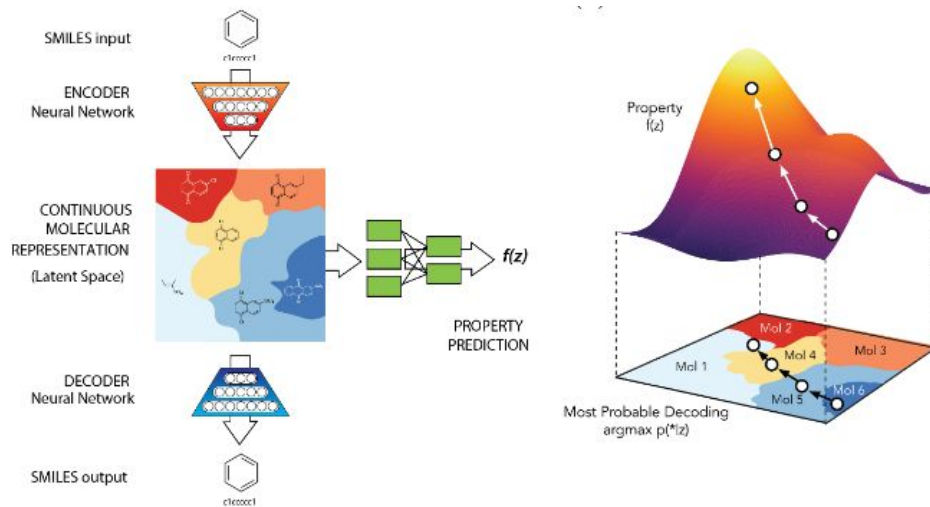 SMILES input
c1ccccc1
ENCODER
Neural Network
CONTINUOUS
MOLECULAR
REPRESENTATION
(Latent Space)
f(z)
PROPERTY
PREDICTION
DECODER
Neural Network
SMILES output
c1ccccc1
Property
f(z)
Mol 2
Mol 3
Mol 4
Mol 1
Mol 6
Mol 5
Most Probable Decoding
argmax p(*|z)